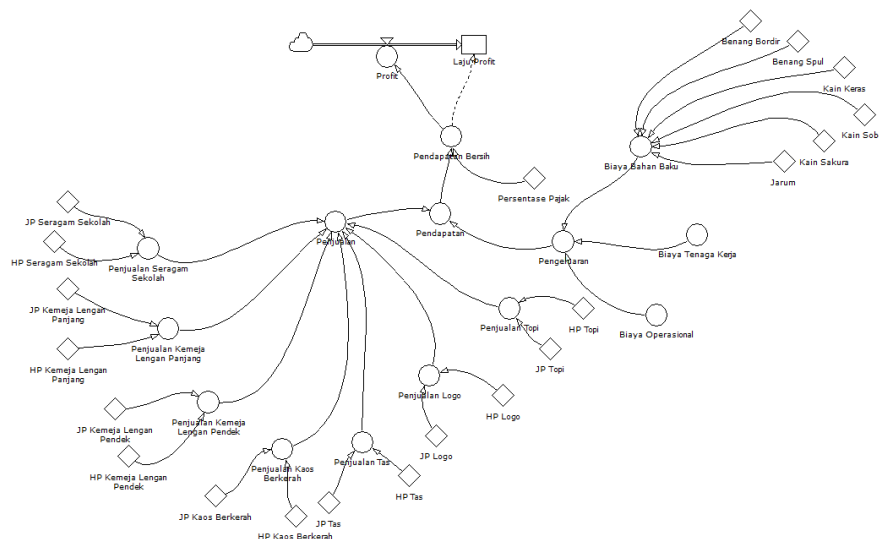 Benang Bordir
Benang Spul
Profit
Laju Profit
Kain Keras
Kain Sob
Pendapatan Bersih
Kain Sakura
Biaya Bahan Baku
Jarum
Persentase Pajak
JP Seragam Sekolah
Penjualan
Pendapatan
HP Seragam Sekolah
Penjualan Seragam
Sekolah
Pengeluaran
Biaya Tenaga Kerja
JP Kemeja Lengan
Panjang
Penjualan Topi
HP Topi
Biaya Operasional
Penjualan Kemeja
Lengan Panjang
HP Kemeja Lengan
Panjang
JP Topi
Penjualan Logo
HP Logo
Penjualan Kemeja
Lengan Pendek
JP Kemeja Lengan
Pendek
JP Logo
Penjualan Kaos
Berkerah
Penjualan Tas
HP Kemeja Lengan
Pendek
HP Tas
JP Kaos Berkerah
JP Tas
HP Kaos Berkerah